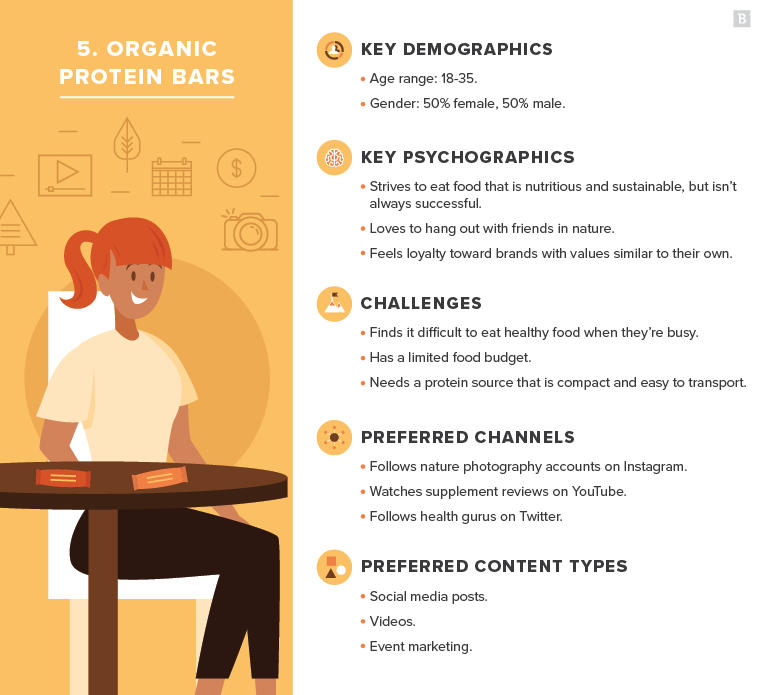 5. ORGANIC
PROTEIN BARS
B
KEY DEMOGRAPHICS
• Age range: 18-35.
• Gender: 50% female, 50% male.
KEY PSYCHOGRAPHICS
• Strives to eat food that is nutritious and sustainable, but isn’t
always successful.
• Loves to hang out with friends in nature.
• Feels loyalty toward brands with values similar to their own.
CHALLENGES
• Finds it difficult to eat healthy food when they’re busy.
• Has a limited food budget.
• Needs a protein source that is compact and easy to transport.
PREFERRED CHANNELS
• Follows nature photography accounts on Instagram.
• Watches supplement reviews on YouTube.
• Follows health gurus on Twitter.
PREFERRED CONTENT TYPES
• Social media posts.
• Videos.
• Event marketing.
$